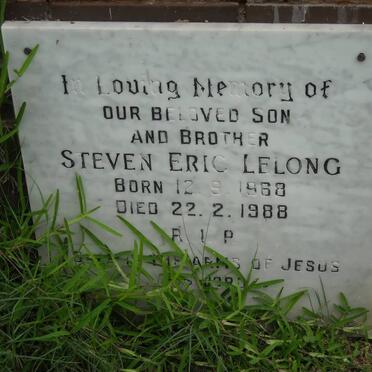 In Loving Memory of
OUR BELOVED SON
AND BROTHER
STEVEN ERIC LELONG
BORN 12 9 1968
DIED 22. 2. 1988
R I P
ARMS OF JESUS